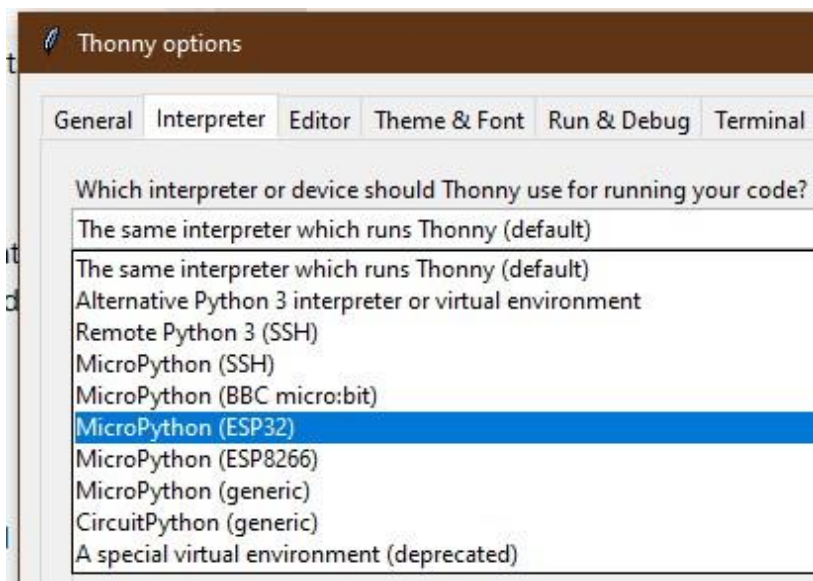 Thonny options
General Interpreter Editor Theme & Font Run & Debug Terminal
Which interpreter or device should Thonny use for running your code?
The same interpreter which runs Thonny (default)
The same interpreter which runs Thonny (default)
Alternative Python 3 interpreter or virtual environment
Remote Python 3 (SSH)
MicroPython (SSH)
MicroPython (BBC micro:bit)
MicroPython (ESP32)
MicroPython (ESP8266)
MicroPython (generic)
CircuitPython (generic)
A special virtual environment (deprecated)